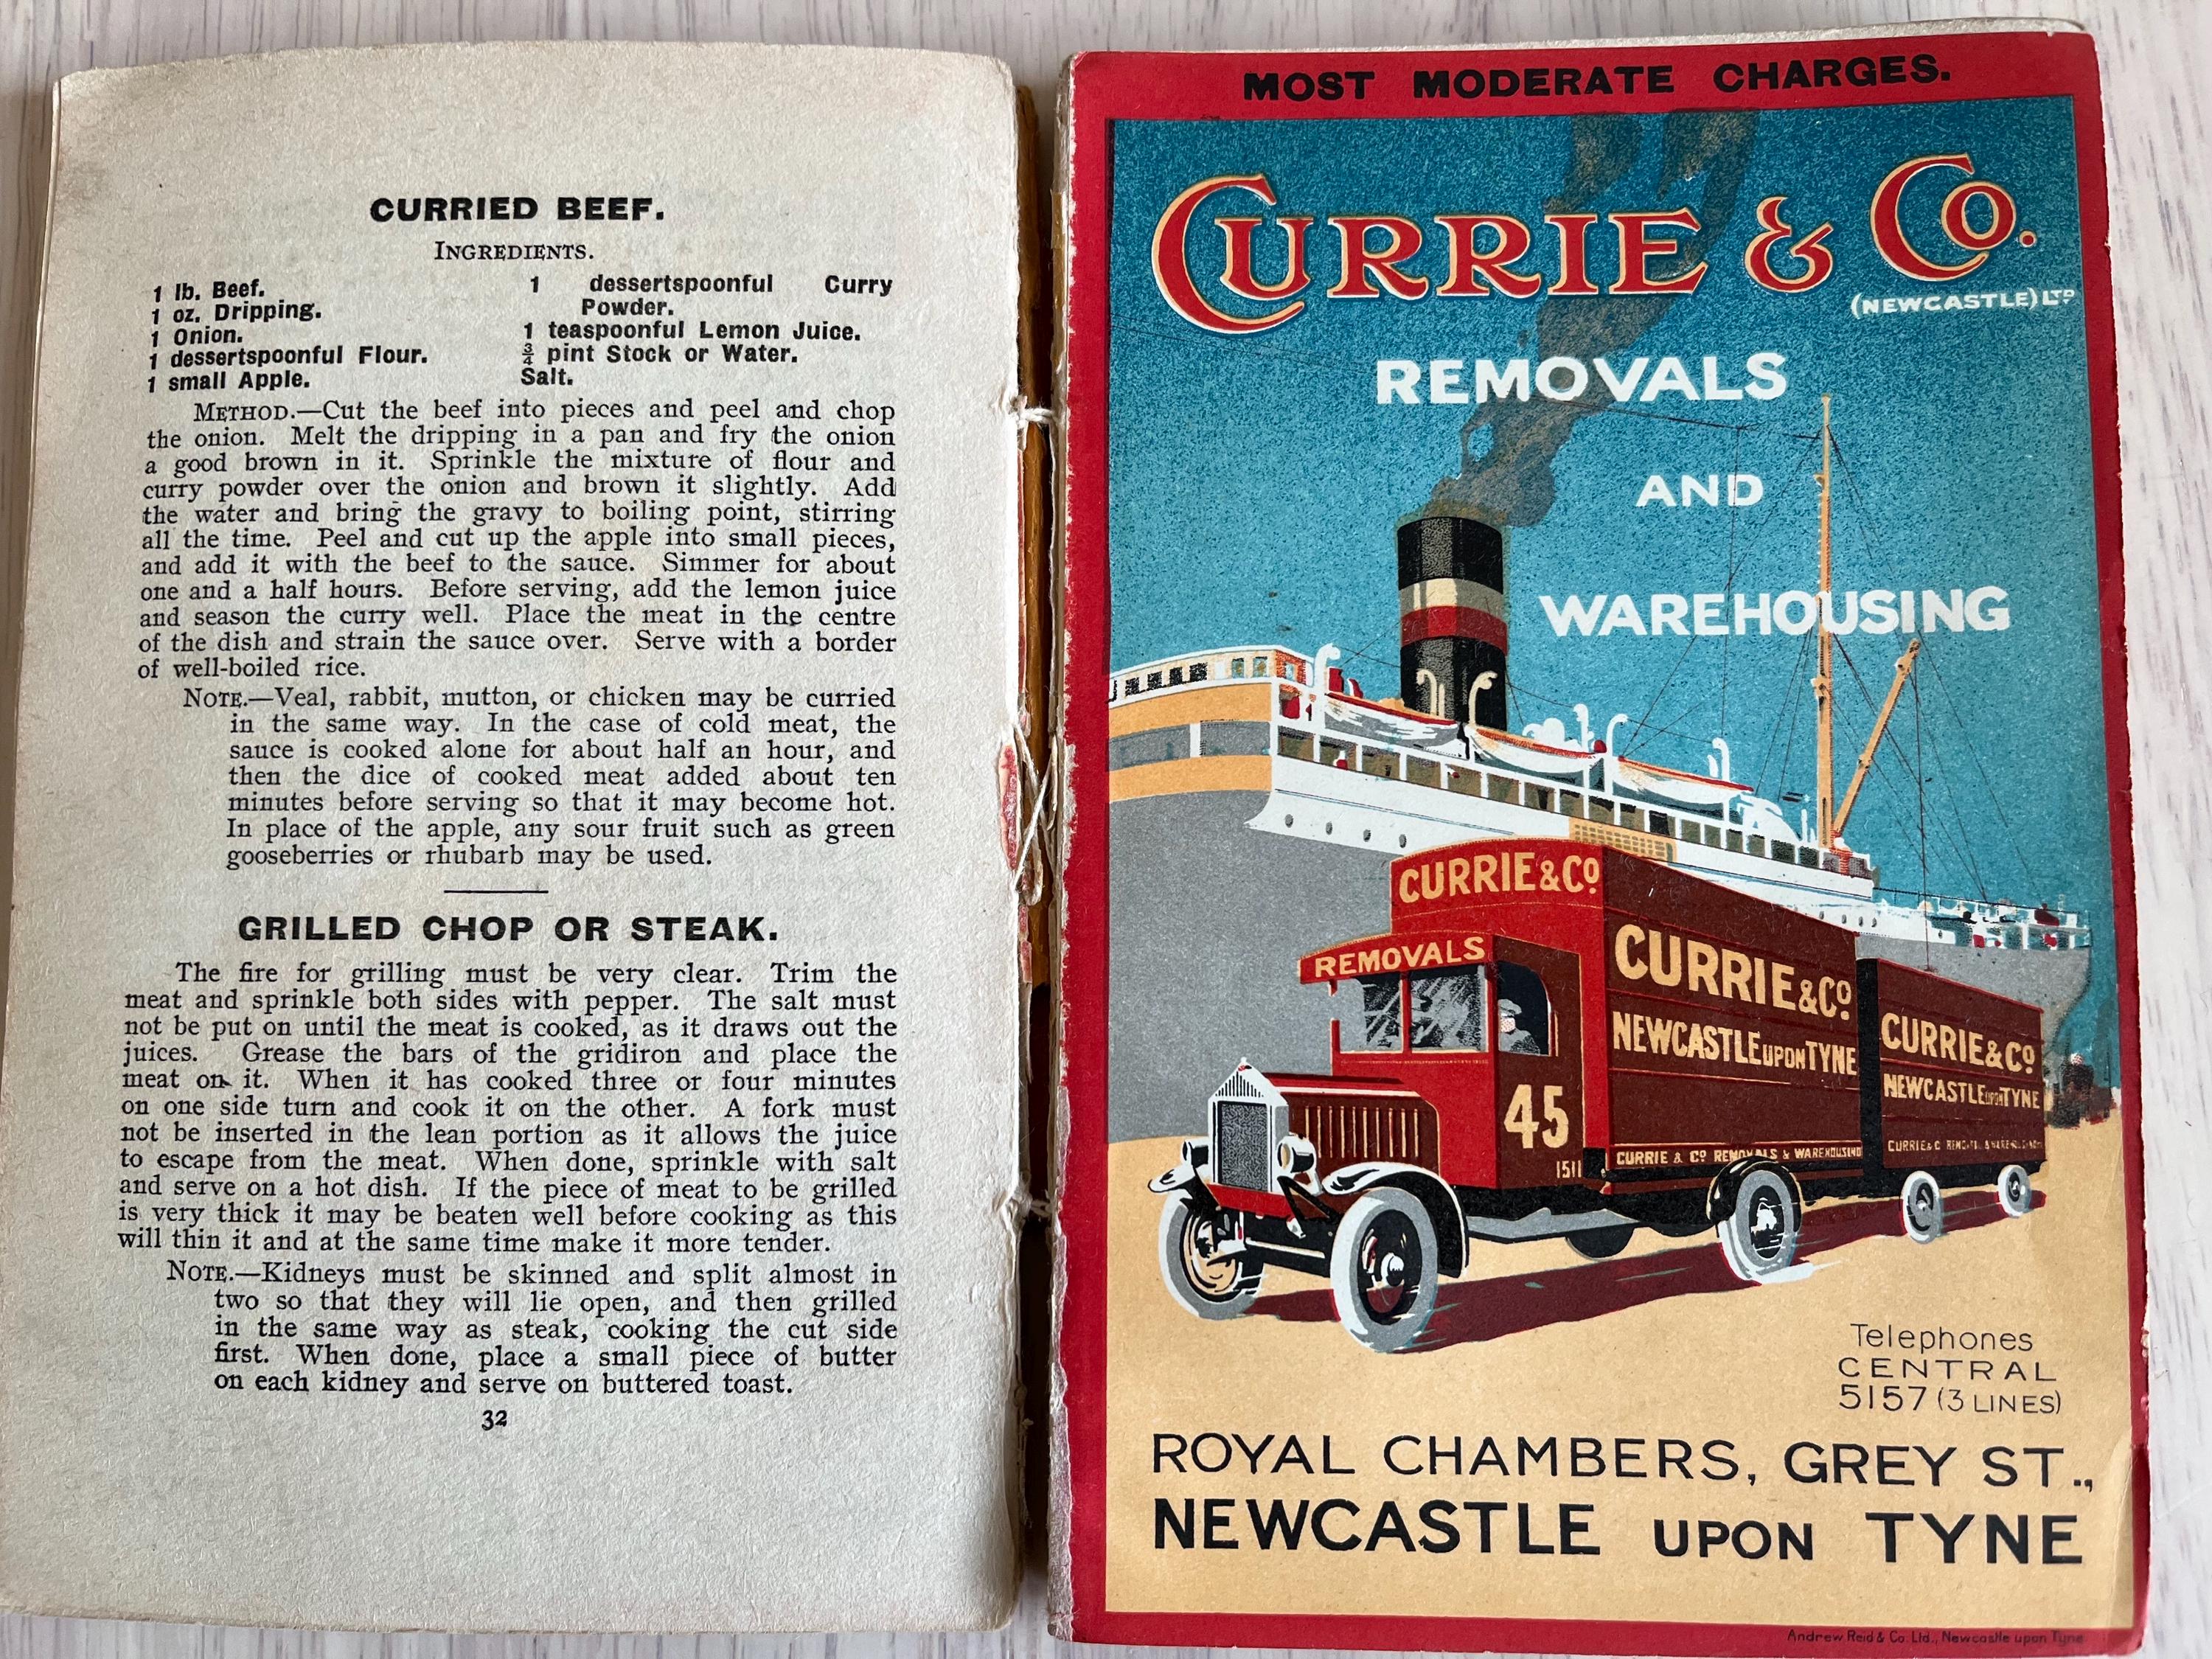 CURRIED BEEF.
INGREDIENTS.
1 lb. Beef.
1 oz. Dripping.
1 Onion.
1 dessertspoonful Flour.
1 small Apple.
1 dessertspoonful Curry
Powder.
1 teaspoonful Lemon Juice.
¾ pint Stock or Water.
Salt.
METHOD.—Cut the beef into pieces and peel and chop
the onion. Melt the dripping in a pan and fry the onion
a good brown in it. Sprinkle the mixture of flour and
curry powder over the onion and brown it slightly. Add
the water and bring the gravy to boiling point, stirring
all the time. Peel and cut up the apple into small pieces,
and add it with the beef to the sauce. Simmer for about
one and a half hours. Before serving, add the lemon juice
and season the curry well. Place the meat in the centre
of the dish and strain the sauce over. Serve with a border
of well-boiled rice.
NOTE.—Veal, rabbit, mutton, or chicken may be curried
in the same way. In the case of cold meat, the
sauce is cooked alone for about half an hour, and
then the dice of cooked meat added about ten
minutes before serving so that it may become hot.
In place of the apple, any sour fruit such as green
gooseberries or rhubarb may be used.
GRILLED CHOP OR STEAK.
The fire for grilling must be very clear. Trim the
meat and sprinkle both sides with pepper. The salt must
not be put on until the meat is cooked, as it draws out the
juices. Grease the bars of the gridiron and place the
meat on it. When it has cooked three or four minutes
on one side turn and cook it on the other. A fork must
not be inserted in the lean portion as it allows the juice
to escape from the meat. When done, sprinkle with salt
and serve on a hot dish. If the piece of meat to be grilled
is very thick it may be beaten well before cooking as this
will thin it and at the same time make it more tender.
NOTE.—Kidneys must be skinned and split almost in
two so that they will lie open, and then grilled
in the same way as steak, cooking the cut side
first. When done, place a small piece of butter
on each kidney and serve on buttered toast.
32
MOST MODERATE CHARGES.
CURRIE & CO.
(NEWCASTLE) LTD
REMOVALS
AND
WAREHOUSING
CURRIE & CO
REMOVALS
45
1511
CURRIE & CO
NEWCASTLE UPON TYNE
CURRIE & CO REMOVALS & WAREHOUSING
CURRIE & CO
NEWCASTLE UPON TYNE
CURRIE & C
Telephones
CENTRAL
5157 (3 LINES)
ROYAL CHAMBERS, GREY ST.,
NEWCASTLE UPON TYNE
Andrew Reid & Co. Ltd., Newcastle upon Tyne